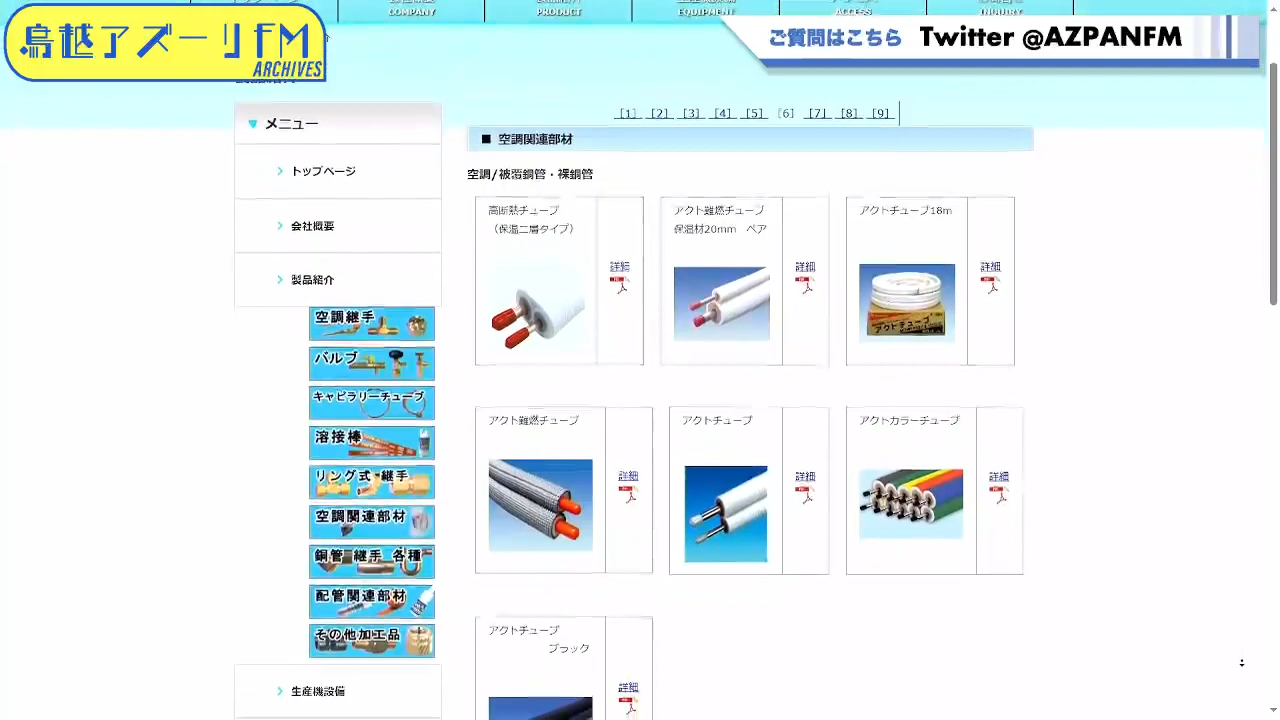 COMPANY
PRODUCT
EQUIPMENT
ACCESS
INQUIRY
鳥越アズーリFM
ARCHIVES
ご質問はこちら Twitter @AZPANFM
[1] [2] [3] [4] [5] [6] [7] [8] [9]
メニュー
■ 空調関連部材
トップページ
空調/被覆銅管・裸銅管
会社概要
製品紹介
高断熱チューブ
（保温二層タイプ）
詳細
アクト難燃チューブ
保温材20mm ペア
詳細
アクトチューブ18m
詳細
アクトチューブ
空調継手
バルブ
キャピラリーチューブ
溶接棒
リング式 継手
空調関連部材
銅管 継手 各種
配管関連部材
その他加工品
生産機設備
アクト難燃チューブ
詳細
アクトチューブ
詳細
アクトカラーチューブ
詳細
アクトチューブ
ブラック
詳細